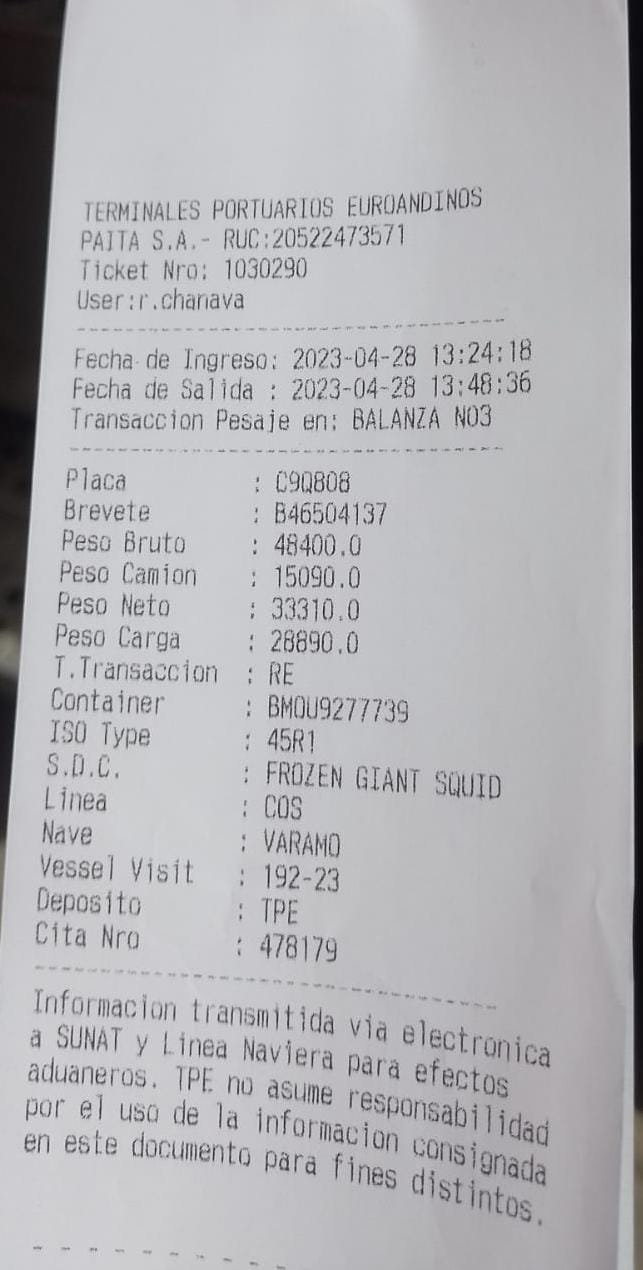 TERMINALES PORTUARIOS EUROANDINOS
PAITA S.A.- RUC:20522473571
Ticket Nro: 1030290
User:r.chanava
Fecha de Ingreso: 2023-04-28 13:24:18
Fecha de Salida : 2023-04-28 13:48:36
Transaccion Pesaje en: BALANZA NO3
Placa : C9Q808
Brevete : B46504137
Peso Bruto : 48400.0
Peso Camion : 15090.0
Peso Neto : 33310.0
Peso Carga : 28890.0
T.Transaccion : RE
Container : BMOU9277739
ISO Type : 45R1
S.D.C. : FROZEN GIANT SQUID
Linea : COS
Nave : VARAMO
Vessel Visit : 192-23
Deposito : TPE
Cita Nro : 478179
Informacion transmitida via electronica
a SUNAT y Linea Naviera para efectos
aduaneros. TPE no asume responsabilidad
por el uso de la informacion consignada
en este documento para fines distintos.